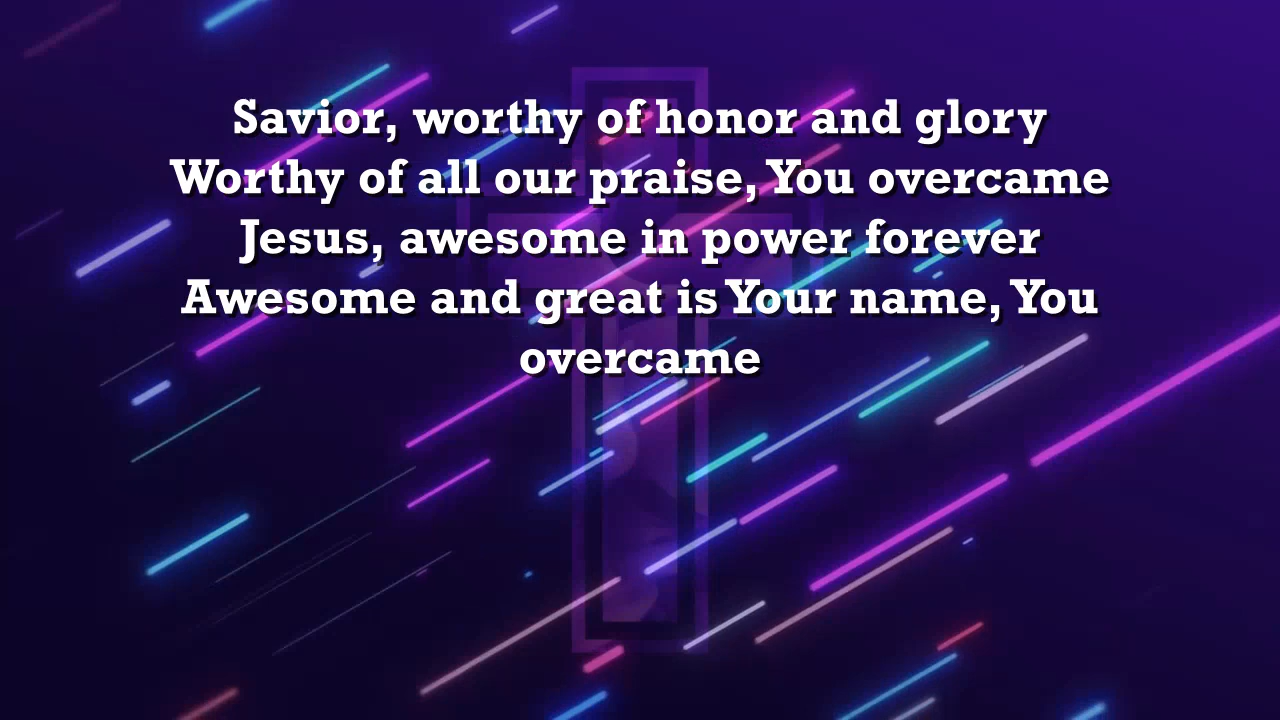 Savior, worthy of honor and glory
Worthy of all our praise, You overcame
Jesus, awesome in power forever
Awesome and great is Your name, You
overcame